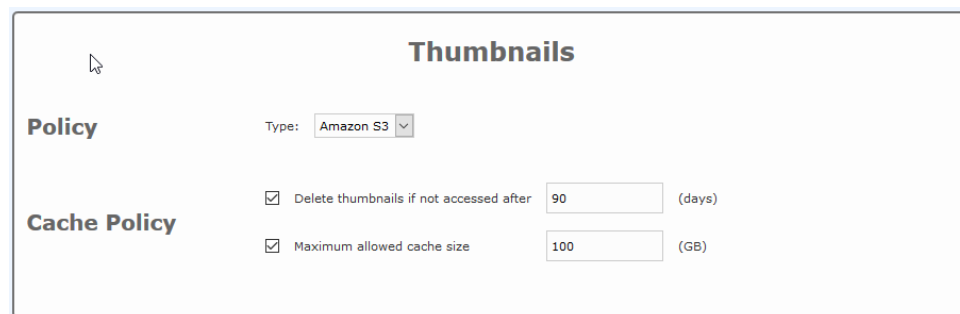 Thumbnails
Policy
Type: Amazon S3
Delete thumbnails if not accessed after 90 (days)
Cache Policy
Maximum allowed cache size 100 (GB)